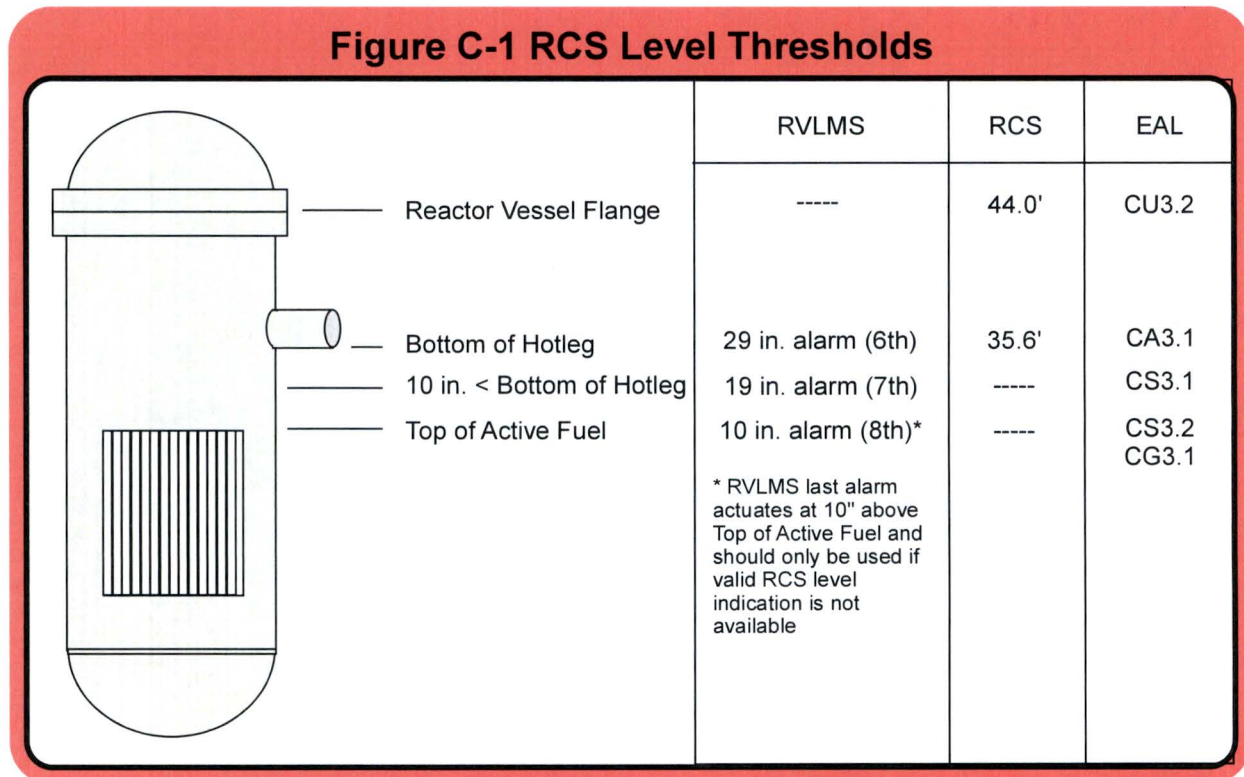 Figure C-1 RCS Level Thresholds
RVLMS RCS EAL
Reactor Vessel Flange ----- 44.0' CU3.2
Bottom of Hotleg 29 in. alarm (6th) 35.6' CA3.1
10 in. < Bottom of Hotleg 19 in. alarm (7th) ----- CS3.1
Top of Active Fuel 10 in. alarm (8th)* ----- CS3.2
CG3.1
* RVLMS last alarm
actuates at 10" above
Top of Active Fuel and
should only be used if
valid RCS level
indication is not
available